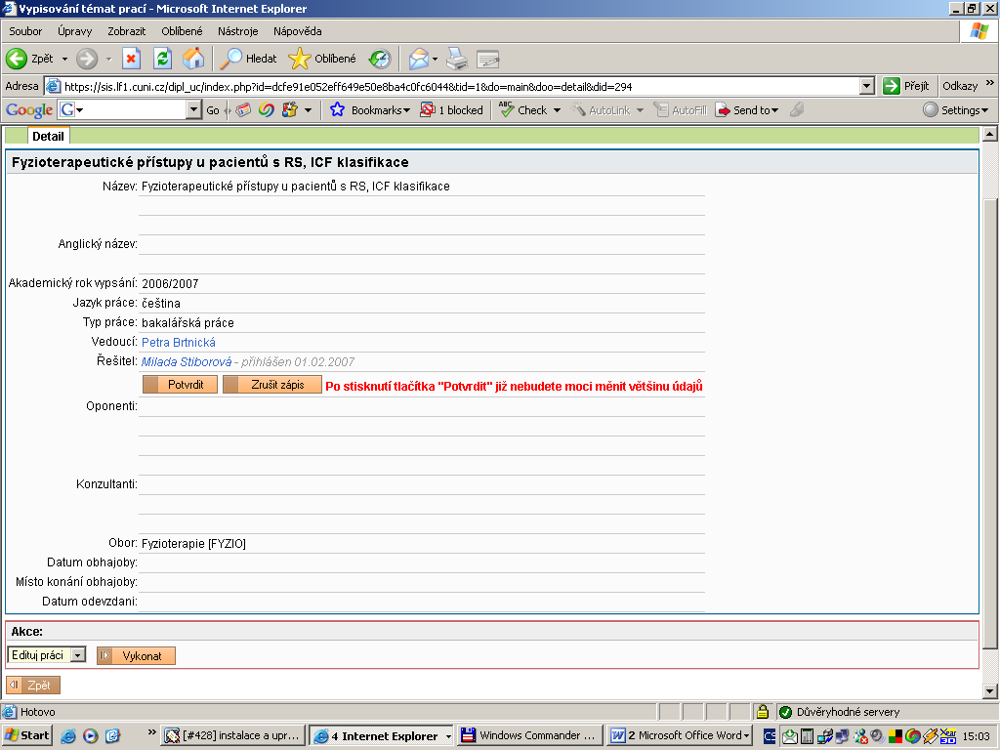 Vypisování témat prací - Microsoft Internet Explorer
Soubor Úpravy Zobrazit Oblíbené Nástroje Nápověda
Zpět Hledat Oblíbené
Adresa https://sis.lf1.cuni.cz/dipl_uc/index.php?id=dcfe91e052eff649e50e8ba4c0fc6044&tid=1&do=main&doo=detail&did=294 Přejít Odkazy »
Google G Go Bookmarks 1 blocked ABC Check AutoLink AutoFill Send to Settings
Detail
Fyzioterapeutické přístupy u pacientů s RS, ICF klasifikace
Název: Fyzioterapeutické přístupy u pacientů s RS, ICF klasifikace
Anglický název:
Akademický rok vypsání: 2006/2007
Jazyk práce: čeština
Typ práce: bakalářská práce
Vedoucí: Petra Brtnická
Řešitel: Milada Stiborová - přihlášen 01.02.2007
Potvrdit Zrušit zápis Po stisknutí tlačítka "Potvrdit" již nebudete moci měnit většinu údajů
Oponenti:
Konzultanti:
Obor: Fyzioterapie [FYZIO]
Datum obhajoby:
Místo konání obhajoby:
Datum odevzdani:
Akce:
Edituj práci Vykonat
Zpět
Hotovo Důvěryhodné servery
Start » [#428] instalace a upr... 4 Internet Explorer Windows Commander ... 2 Microsoft Office Word CS 15:03